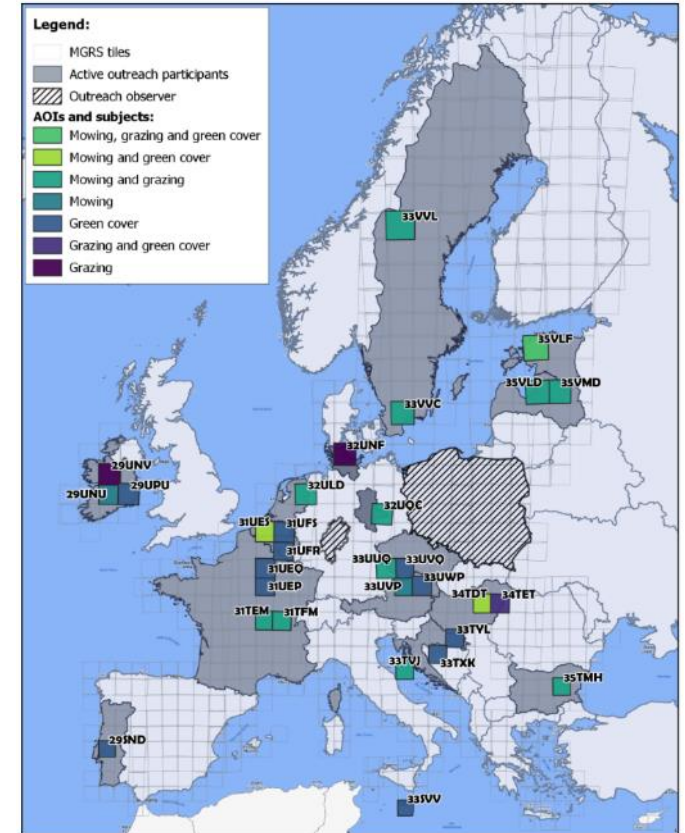 Legend:
MGRS tiles
Active outreach participants
Outreach observer
AOIs and subjects:
Mowing, grazing and green cover
Mowing and green cover
Mowing and grazing
Mowing
Green cover
Grazing and green cover
Grazing
33VVL
35VLF
35VLD 35VMD
33VVC
32UNF
29UNV
29UNU 29UPU
32ULD
32UQC
31UES 31UFS
31UFR
33UUQ 33UVQ
31UEQ
33UVP 33UWP
31UEP
34TDT 34TET
31TEM 31TFM
33TYL
33TXK
33TVJ
35TMH
29SND
33SVV